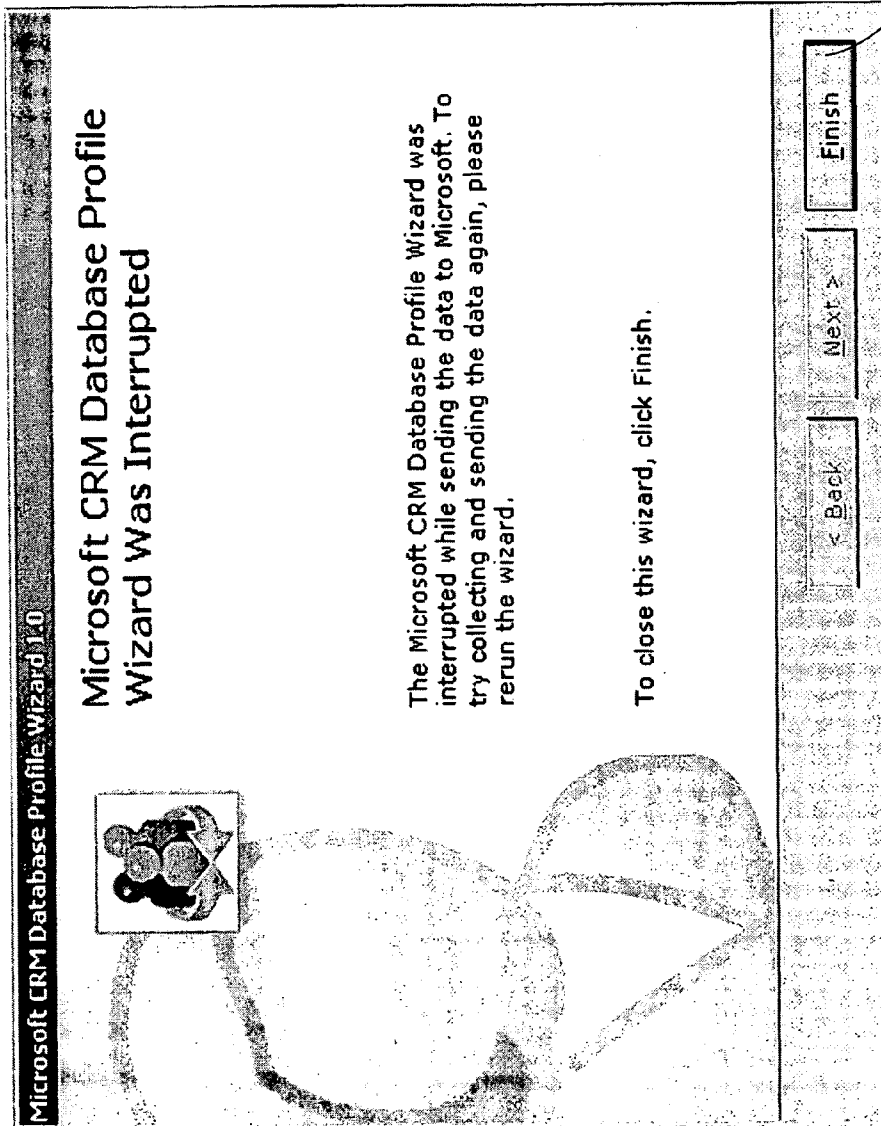 Microsoft CRM Database Profile Wizard 1.0
Microsoft CRM Database Profile
Wizard Was Interrupted
The Microsoft CRM Database Profile Wizard was
interrupted while sending the data to Microsoft. To
try collecting and sending the data again, please
rerun the wizard.
To close this wizard, click Finish.
< Back
Next >
Finish